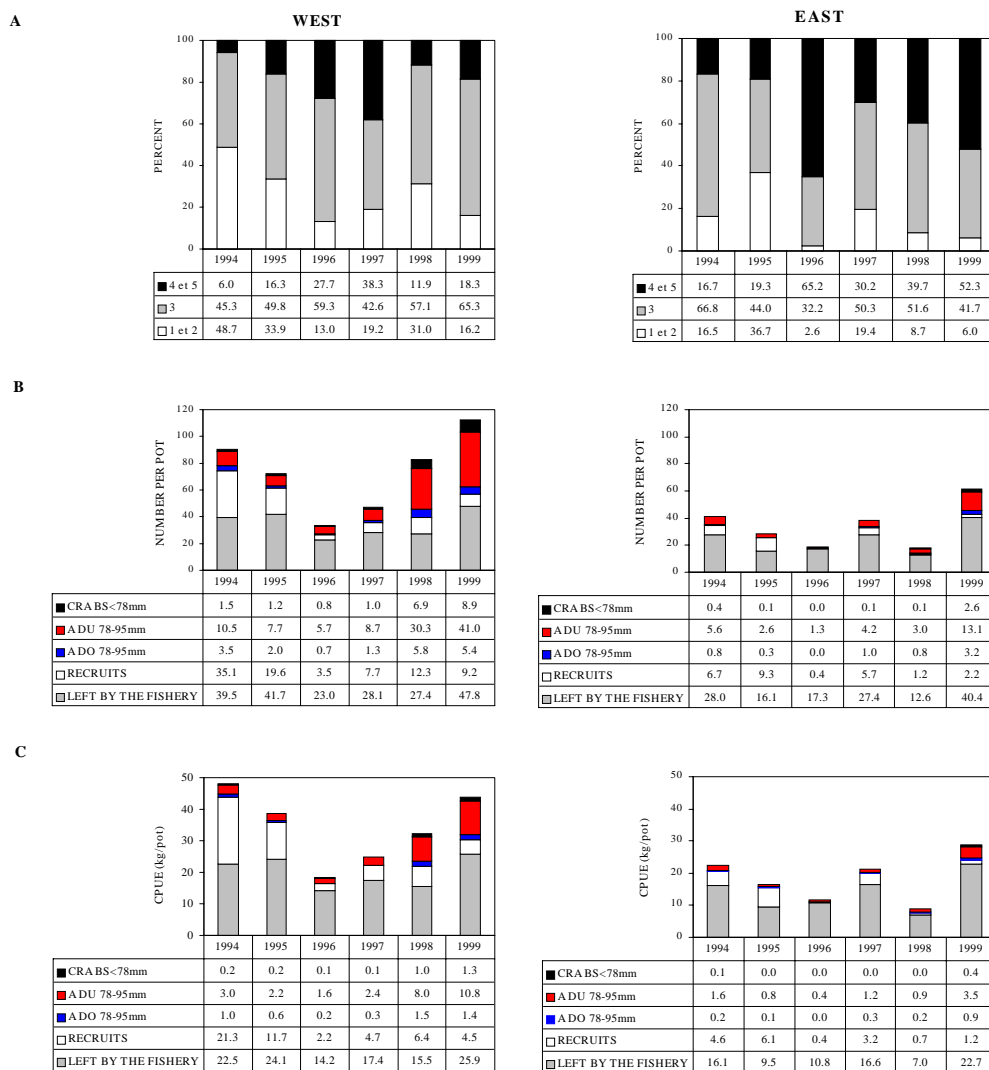 A
WEST
EAST
100
80
60
40
20
0
PERCENT
1994 1995 1996 1997 1998 1999
4 et 5 6.0 16.3 27.7 38.3 11.9 18.3
3 45.3 49.8 59.3 42.6 57.1 65.3
1 et 2 48.7 33.9 13.0 19.2 31.0 16.2
100
80
60
40
20
0
PERCENT
1994 1995 1996 1997 1998 1999
4 et 5 16.7 19.3 65.2 30.2 39.7 52.3
3 66.8 44.0 32.2 50.3 51.6 41.7
1 et 2 16.5 36.7 2.6 19.4 8.7 6.0
B
120
100
80
60
40
20
0
NUMBER PER POT
1994 1995 1996 1997 1998 1999
CRABS<78mm 1.5 1.2 0.8 1.0 6.9 8.9
ADU 78-95mm 10.5 7.7 5.7 8.7 30.3 41.0
ADO 78-95mm 3.5 2.0 0.7 1.3 5.8 5.4
RECRUITS 35.1 19.6 3.5 7.7 12.3 9.2
LEFT BY THE FISHERY 39.5 41.7 23.0 28.1 27.4 47.8
120
100
80
60
40
20
0
NUMBER PER POT
1994 1995 1996 1997 1998 1999
CRABS<78mm 0.4 0.1 0.0 0.1 0.1 2.6
ADU 78-95mm 5.6 2.6 1.3 4.2 3.0 13.1
ADO 78-95mm 0.8 0.3 0.0 1.0 0.8 3.2
RECRUITS 6.7 9.3 0.4 5.7 1.2 2.2
LEFT BY THE FISHERY 28.0 16.1 17.3 27.4 12.6 40.4
C
50
40
30
20
10
0
CPUE (kg/pot)
1994 1995 1996 1997 1998 1999
CRABS<78mm 0.2 0.2 0.1 0.1 1.0 1.3
ADU 78-95mm 3.0 2.2 1.6 2.4 8.0 10.8
ADO 78-95mm 1.0 0.6 0.2 0.3 1.5 1.4
RECRUITS 21.3 11.7 2.2 4.7 6.4 4.5
LEFT BY THE FISHERY 22.5 24.1 14.2 17.4 15.5 25.9
50
40
30
20
10
0
CPUE (kg/pot)
1994 1995 1996 1997 1998 1999
CRABS<78mm 0.1 0.0 0.0 0.0 0.0 0.4
ADU 78-95mm 1.6 0.8 0.4 1.2 0.9 3.5
ADO 78-95mm 0.2 0.1 0.0 0.3 0.2 0.9
RECRUITS 4.6 6.1 0.4 3.2 0.7 1.2
LEFT BY THE FISHERY 16.1 9.5 10.8 16.6 7.0 22.7